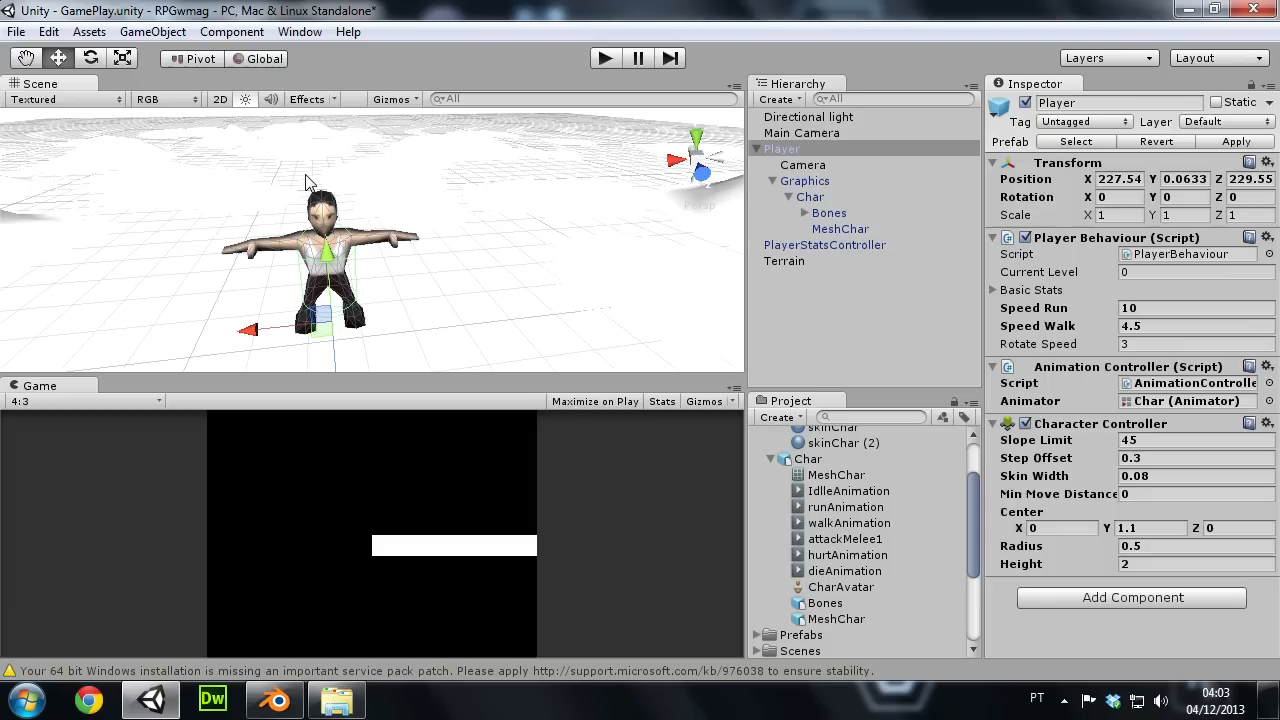 Unity - GamePlay.unity - RPGwmag - PC, Mac & Linux Standalone*
File Edit Assets GameObject Component Window Help
Pivot Global Layers Layout
Scene
Textured RGB 2D Effects Gizmos All
Persp
Game
4:3 Maximize on Play Stats Gizmos
Hierarchy
Create All
Directional light
Main Camera
Player
Camera
Graphics
Char
Bones
MeshChar
PlayerStatsController
Terrain
Project
Create
skinChar
skinChar (2)
Char
MeshChar
IdlleAnimation
runAnimation
walkAnimation
attackMelee1
hurtAnimation
dieAnimation
CharAvatar
Bones
MeshChar
Prefabs
Scenes
Inspector
Player Static
Tag Untagged Layer Default
Prefab Select Revert Apply
Transform
Position X 227.54 Y 0.0633 Z 229.55
Rotation X 0 Y 0 Z 0
Scale X 1 Y 1 Z 1
Player Behaviour (Script)
Script PlayerBehaviour
Current Level 0
Basic Stats
Speed Run 10
Speed Walk 4.5
Rotate Speed 3
Animation Controller (Script)
Script AnimationControlle
Animator Char (Animator)
Character Controller
Slope Limit 45
Step Offset 0.3
Skin Width 0.08
Min Move Distance 0
Center
X 0 Y 1.1 Z 0
Radius 0.5
Height 2
Add Component
Your 64 bit Windows installation is missing an important service pack patch. Please apply http://support.microsoft.com/kb/976038 to ensure stability.
Dw PT 04:03
04/12/2013